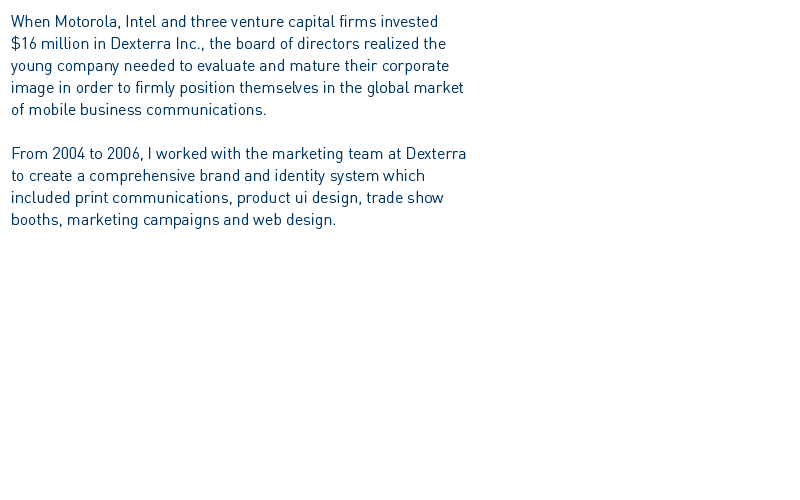 When Motorola, Intel and three venture capital firms invested
$16 million in Dexterra Inc., the board of directors realized the
young company needed to evaluate and mature their corporate
image in order to firmly position themselves in the global market
of mobile business communications.
From 2004 to 2006, I worked with the marketing team at Dexterra
to create a comprehensive brand and identity system which
included print communications, product ui design, trade show
booths, marketing campaigns and web design.